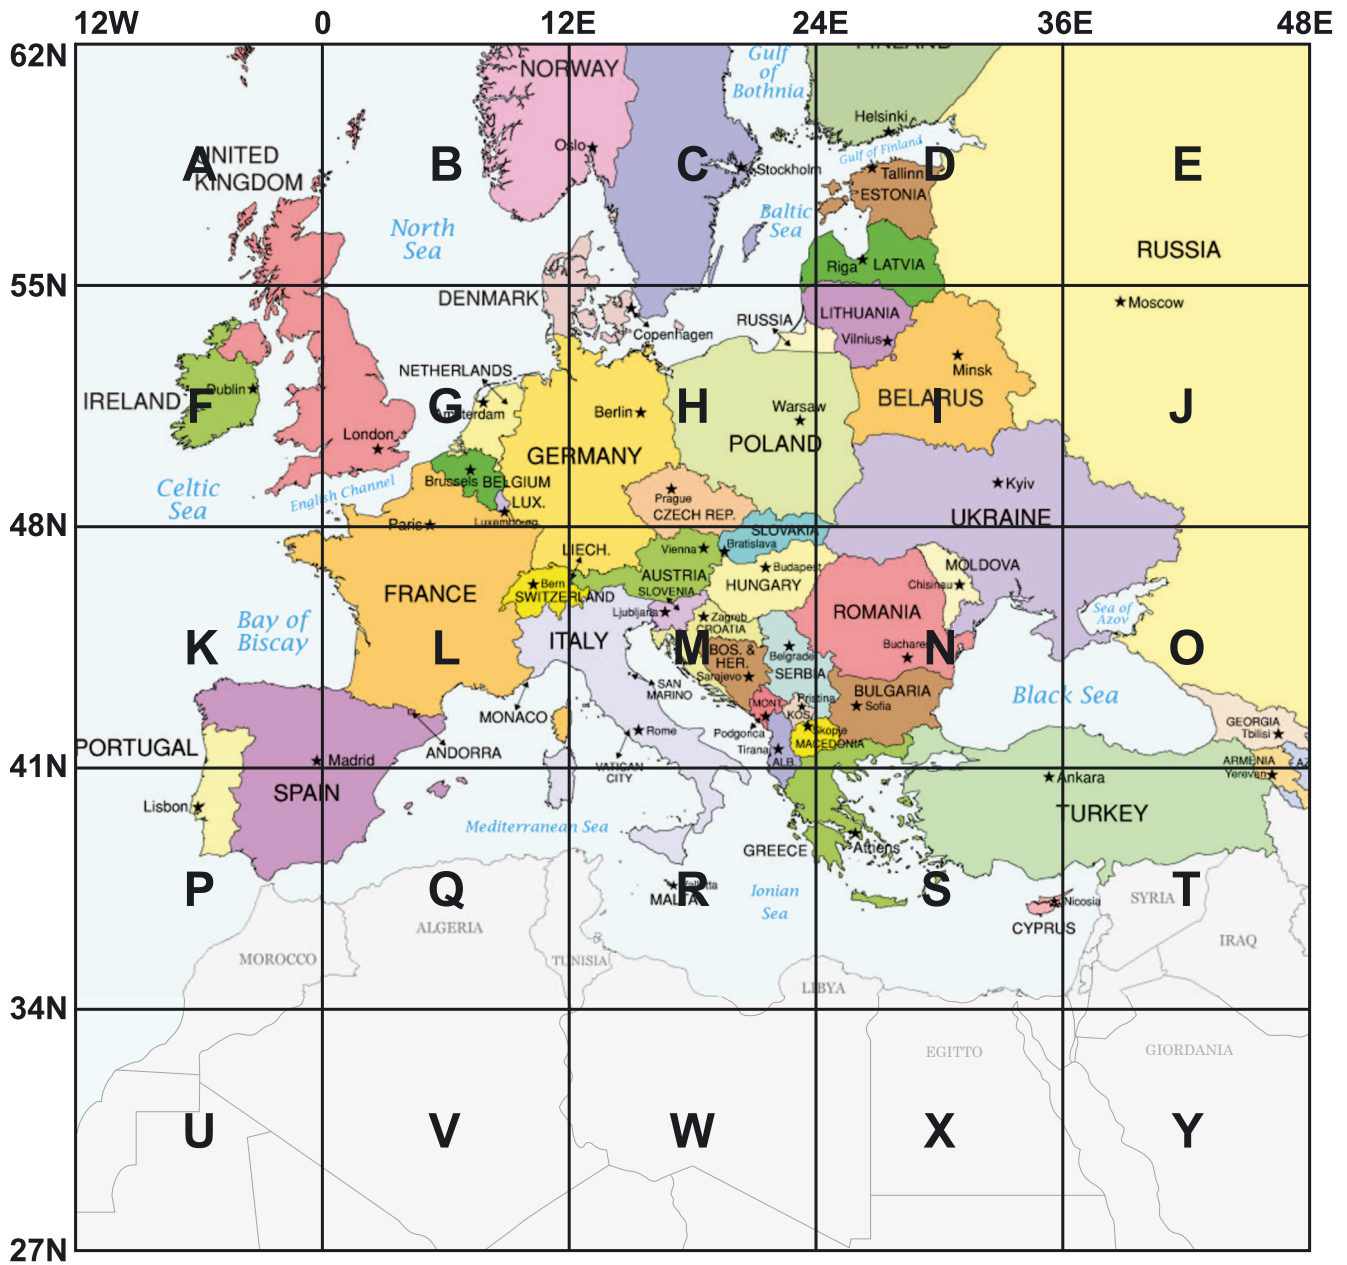 12W 0 12E 24E 36E 48E
62N
FINLAND
NORWAY
Gulf
of
Bothnia
Helsinki
Oslo
Gulf of Finland
A B C D E
UNITED
KINGDOM
Stockholm
Tallinn
ESTONIA
North
Sea
Baltic
Sea
RUSSIA
Riga LATVIA
55N
DENMARK
Moscow
LITHUANIA
RUSSIA
Copenhagen
Vilnius
Minsk
NETHERLANDS
Dublin
IRELAND
F G H I J
BELARUS
Amsterdam
Berlin
Warsaw
London
POLAND
GERMANY
Brussels BELGIUM
Kyiv
Celtic
Sea
English Channel
LUX.
Prague
CZECH REP.
Luxembourg
UKRAINE
48N
Paris
SLOVAKIA
Vienna
Bratislava
LIECH.
Budapest
MOLDOVA
AUSTRIA
HUNGARY
Chisinau
Bern
SWITZERLAND
SLOVENIA
FRANCE
Ljubljana
Zagreb
CROATIA
ROMANIA
Sea of
Azov
Bay of
Biscay
ITALY
K L M N O
BOS. &
HER.
Belgrade
Bucharest
Sarajevo
SERBIA
SAN
MARINO
BULGARIA
Black Sea
MONT.
Pristina
KOS.
Sofia
MONACO
Rome
Podgorica
Skopje
MACEDONIA
GEORGIA
Tbilisi
PORTUGAL
ANDORRA
Tirana
ALB.
Madrid
VATICAN
CITY
ARMENIA
AZ
Yerevan
41N
Ankara
SPAIN
Lisbon
TURKEY
Mediterranean Sea
GREECE
Athens
P Q R S T
Valletta
MALTA
Ionian
Sea
SYRIA
Nicosia
CYPRUS
ALGERIA
MOROCCO
TUNISIA
IRAQ
LIBYA
34N
EGITTO
GIORDANIA
U V W X Y
27N